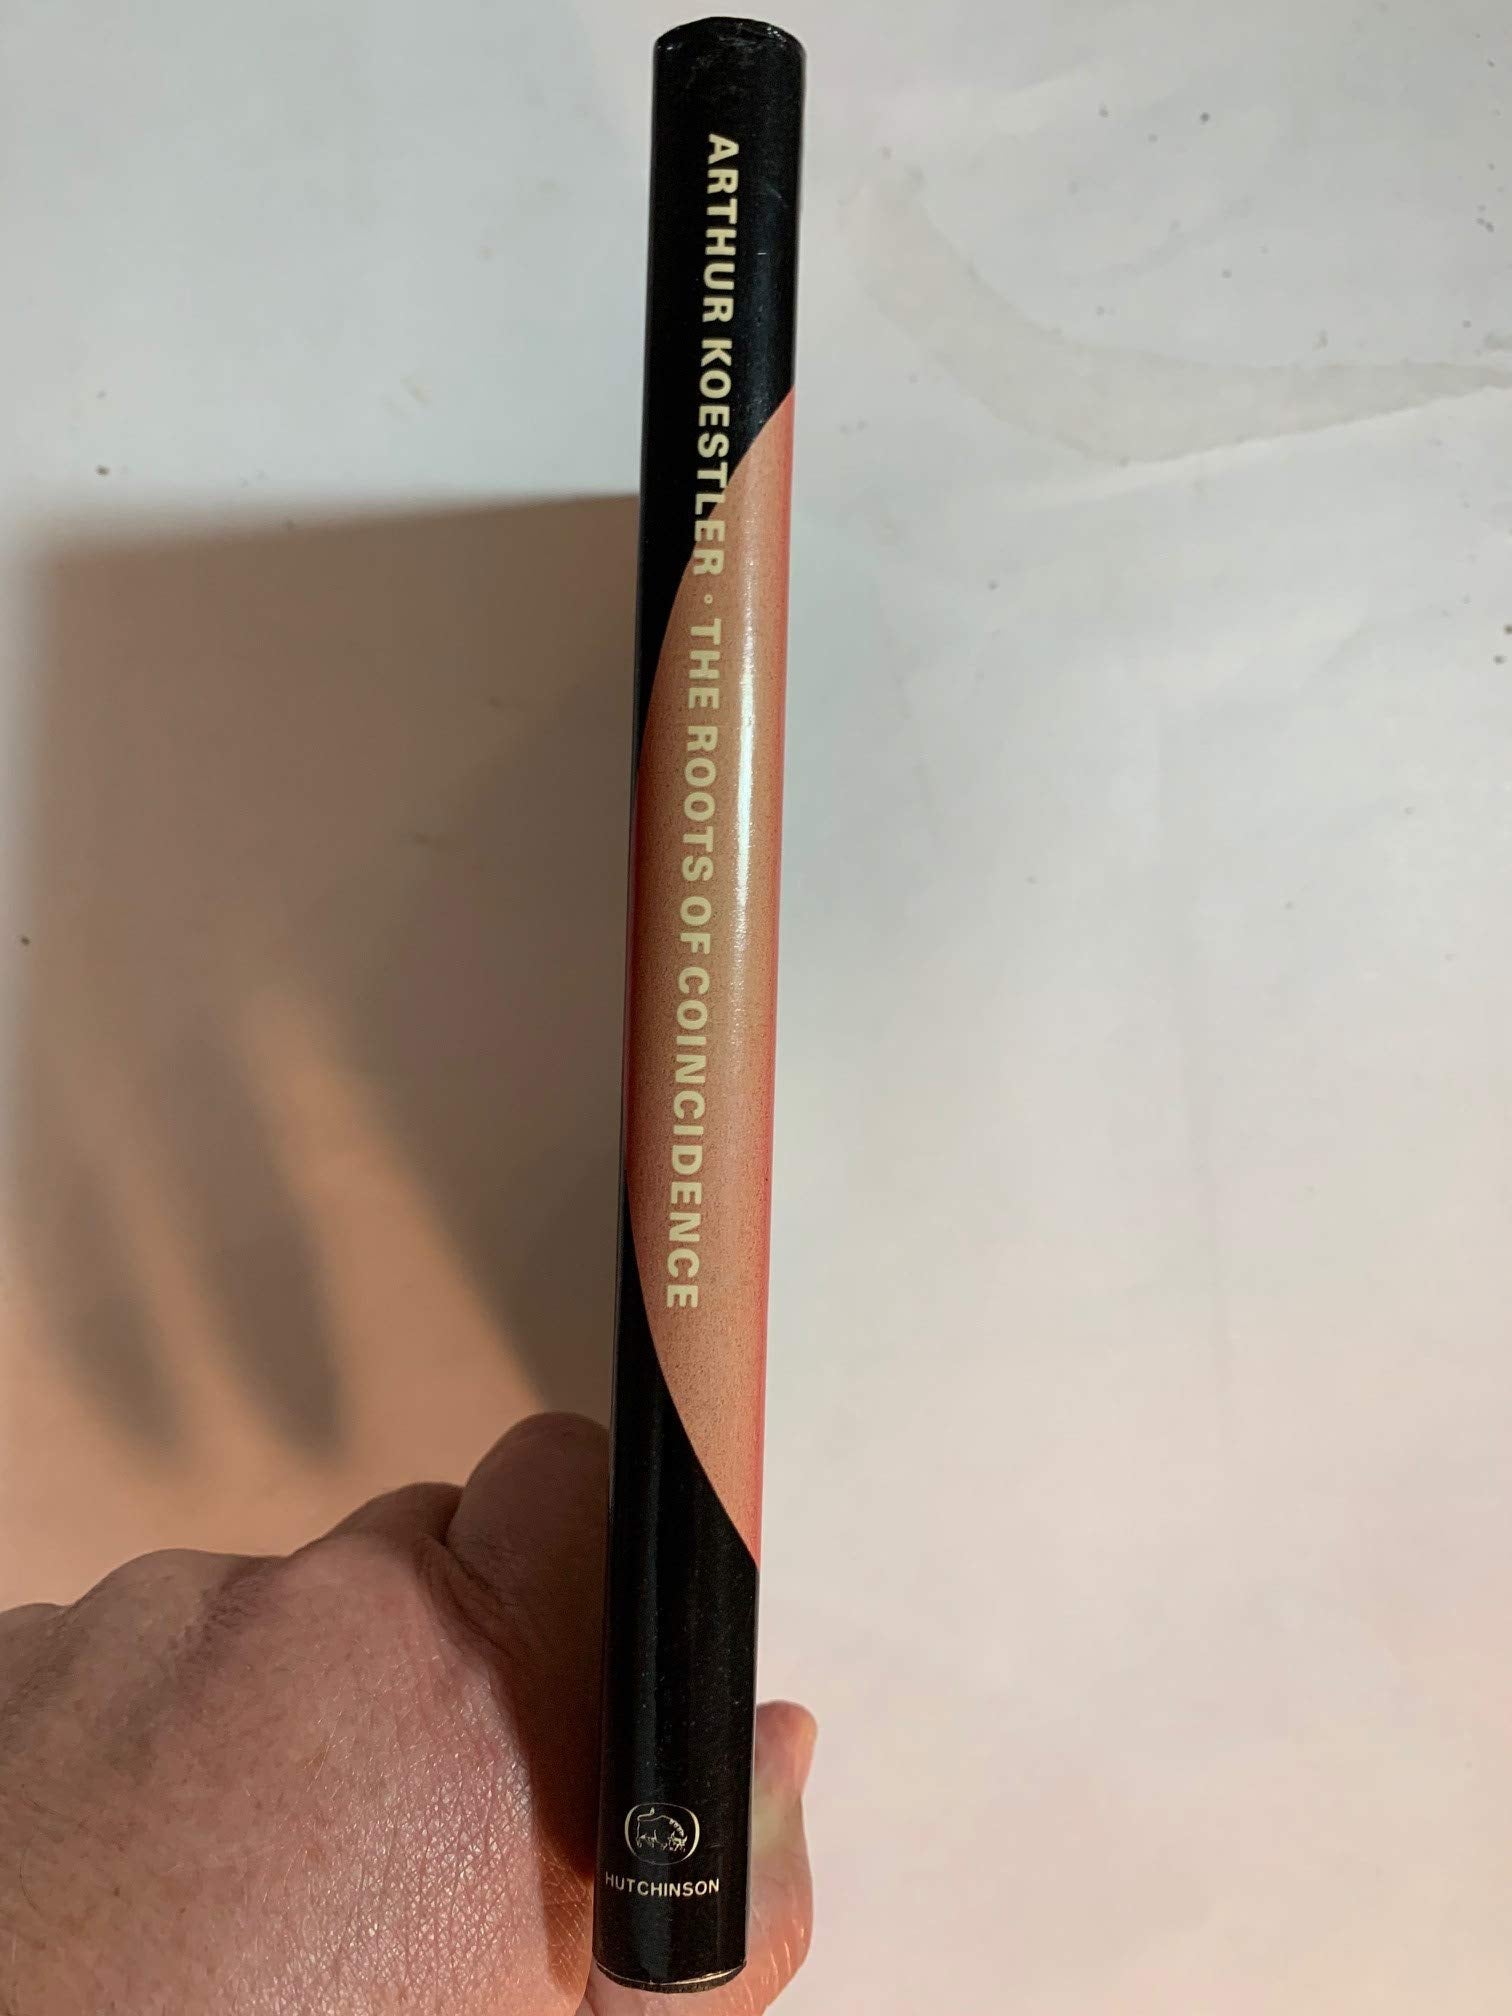 ARTHUR KOESTLER · THE ROOTS OF COINCIDENCE
HUTCHINSON